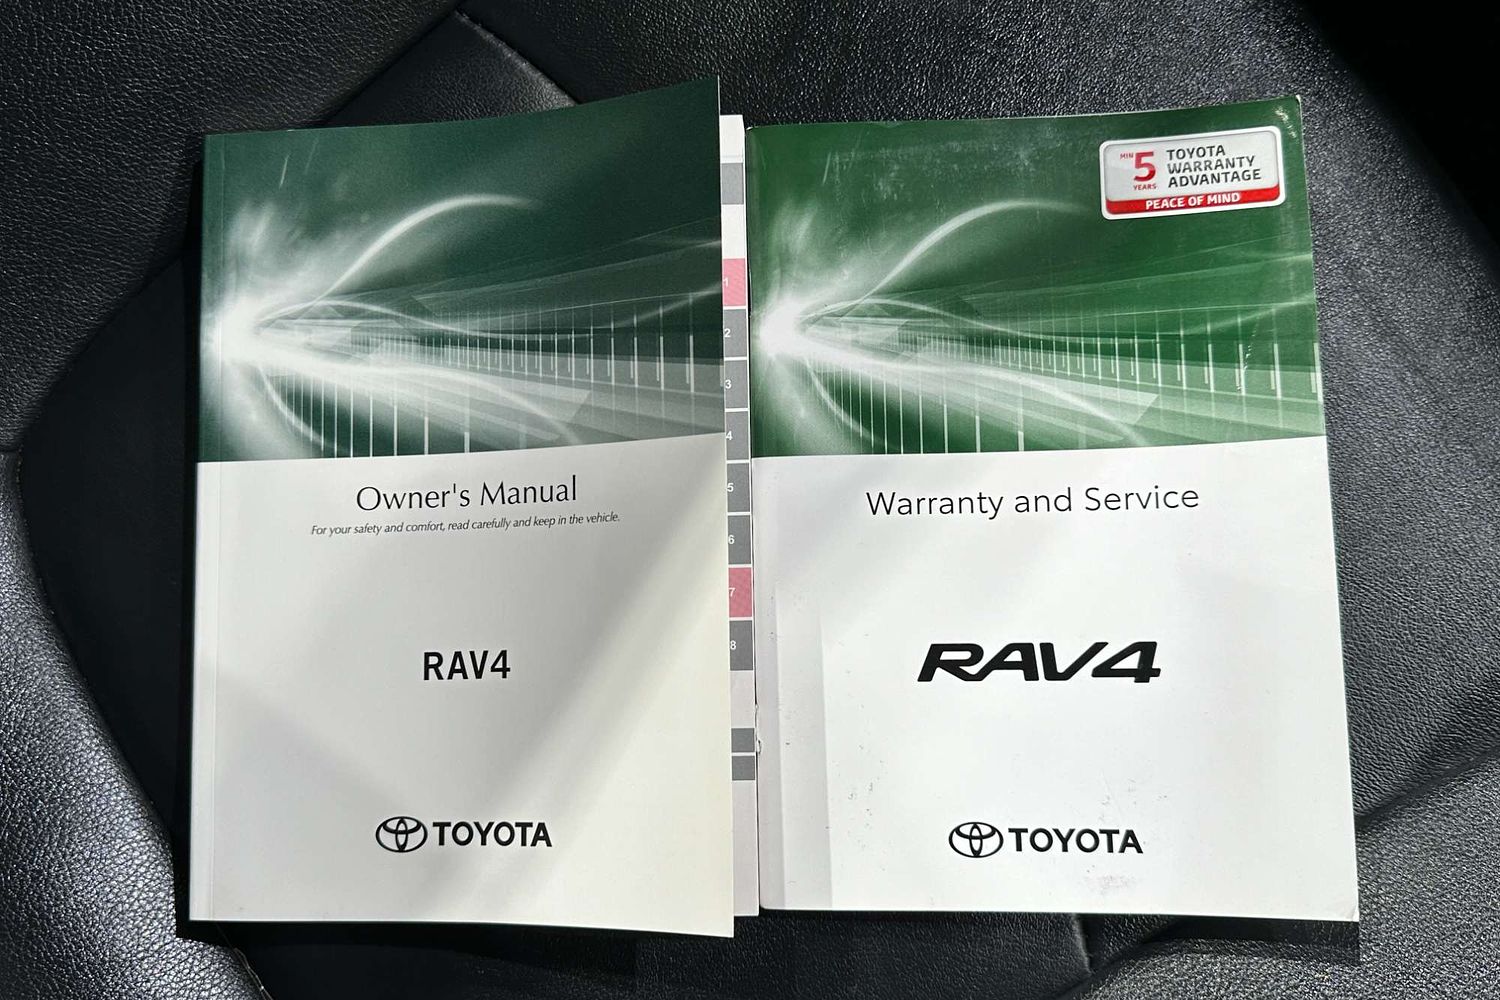 Owner's Manual
For your safety and comfort, read carefully and keep in the vehicle.
RAV4
TOYOTA
1
2
3
4
5
6
7
8
MIN 5 YEARS
TOYOTA
WARRANTY
ADVANTAGE
PEACE OF MIND
Warranty and Service
RAV4
TOYOTA